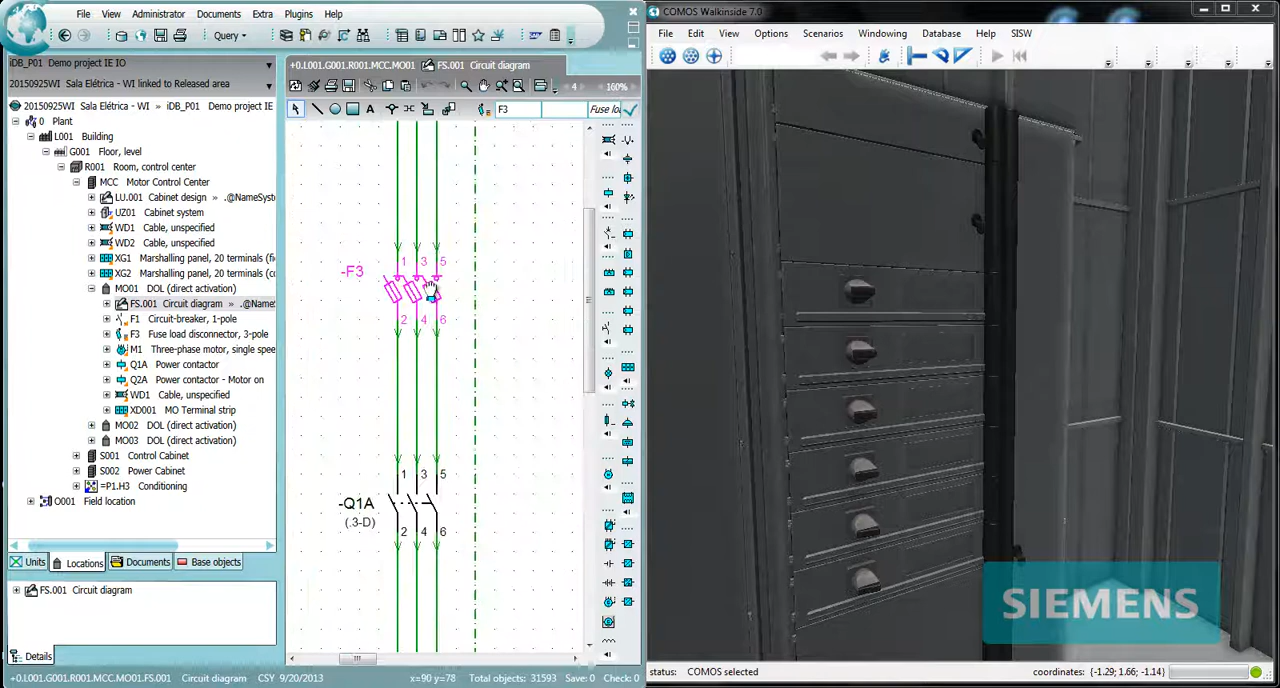 File View Administrator Documents Extra Plugins Help
Query
iDB_P01 Demo project IE IO
20150925WI Sala Elétrica - WI linked to Released area
20150925WI Sala Elétrica - WI » iDB_P01 Demo project IE
0 Plant
L001 Building
G001 Floor, level
R001 Room, control center
MCC Motor Control Center
LU.001 Cabinet design » .@NameSyst
UZ01 Cabinet system
WD1 Cable, unspecified
WD2 Cable, unspecified
XG1 Marshalling panel, 20 terminals (fi
XG2 Marshalling panel, 20 terminals (f
MO01 DOL (direct activation)
FS.001 Circuit diagram » .@Na
F1 Circuit-breaker, 1-pole
F3 Fuse load disconnector, 3-pole
M1 Three-phase motor, single spee
Q1A Power contactor
Q2A Power contactor - Motor on
WD1 Cable, unspecified
XD001 MO Terminal strip
MO02 DOL (direct activation)
MO03 DOL (direct activation)
S001 Control Cabinet
S002 Power Cabinet
=P1.H3 Conditioning
O001 Field location
Units Locations Documents Base objects
FS.001 Circuit diagram
Details
+0.L001.G001.R001.MCC.MO01 FS.001 Circuit diagram
4 160%
A F3 Fuse lo
1 3 5
-F3
2 4 6
1 3 5
-Q1A
(.3-D)
2 4 6
+0.L001.G001.R001.MCC.MO01.FS.001 Circuit diagram CSY 9/20/2013 x=90 y=78 Total objects: 31593 Save: 0 Check: 0
COMOS Walkinside 7.0
File Edit View Options Scenarios Windowing Database Help SISW
SIEMENS
status: COMOS selected coordinates: {-1.29; 1.66; -1.14}